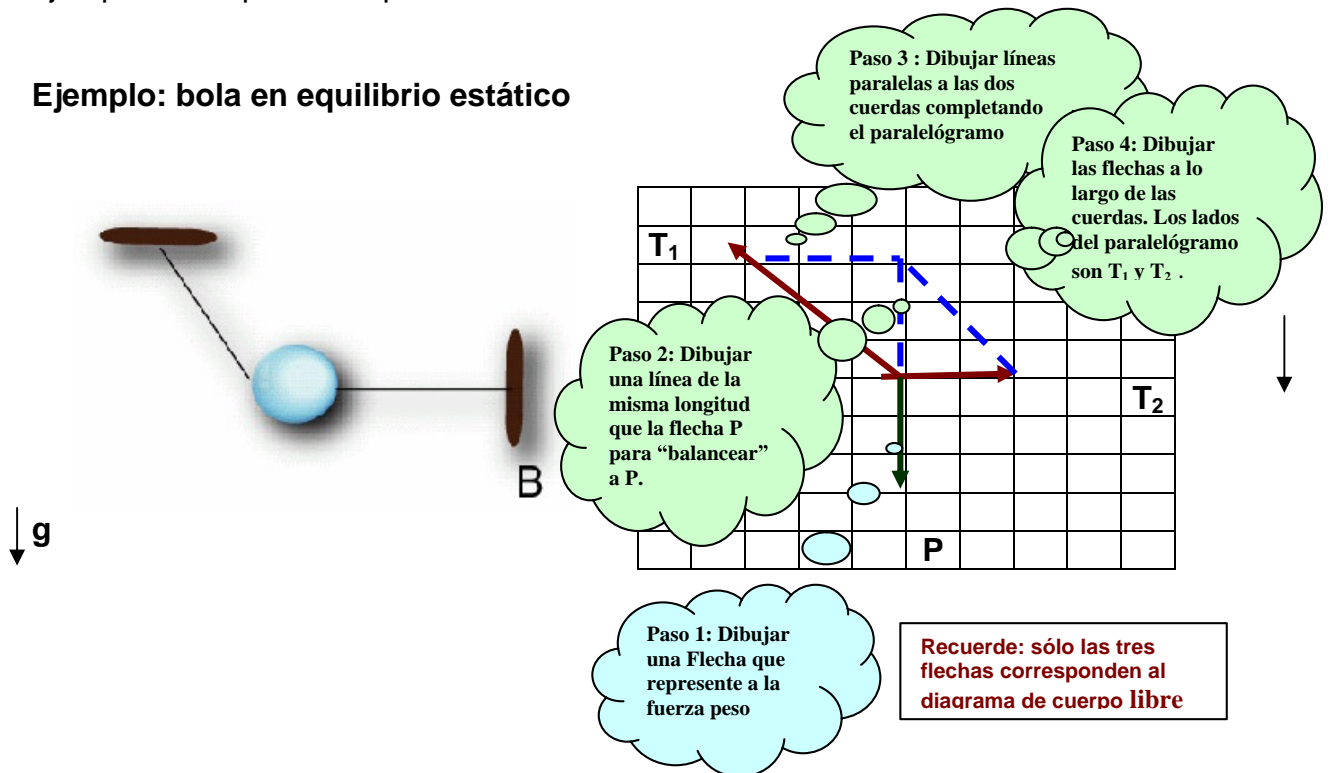 Ejemplo: bola en equilibrio estático
Paso 3 : Dibujar líneas
paralelas a las dos
cuerdas completando
el paralelógramo
Paso 4: Dibujar
las flechas a lo
largo de las
cuerdas. Los lados
del paralelógramo
son T₁ y T₂ .
T₁
Paso 2: Dibujar
una línea de la
misma longitud
que la flecha P
para “balancear”
a P.
T₂
B
g
P
Paso 1: Dibujar
una Flecha que
represente a la
fuerza peso
Recuerde: sólo las tres
flechas corresponden al
diagrama de cuerpo libre